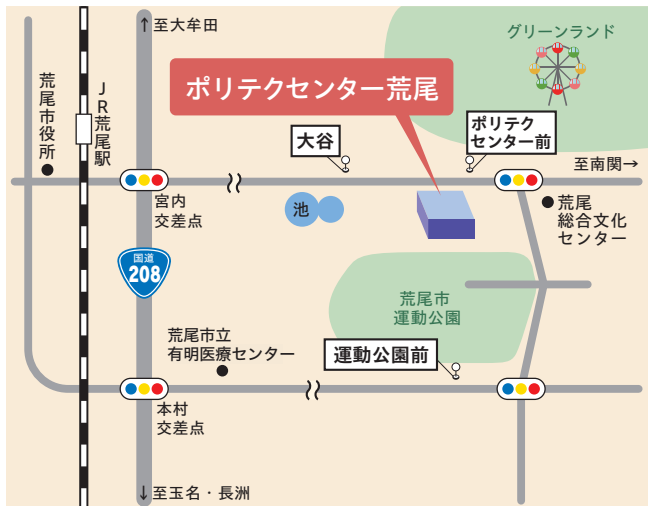 ↑至大牟田
グリーンランド
ポリテクセンター荒尾
荒尾市役所
JR荒尾駅
大谷
ポリテク
センター前
至南関→
宮内
交差点
池
荒尾
総合文化
センター
国道
208
荒尾市
運動公園
荒尾市立
有明医療センター
運動公園前
本村
交差点
↓至玉名・長洲